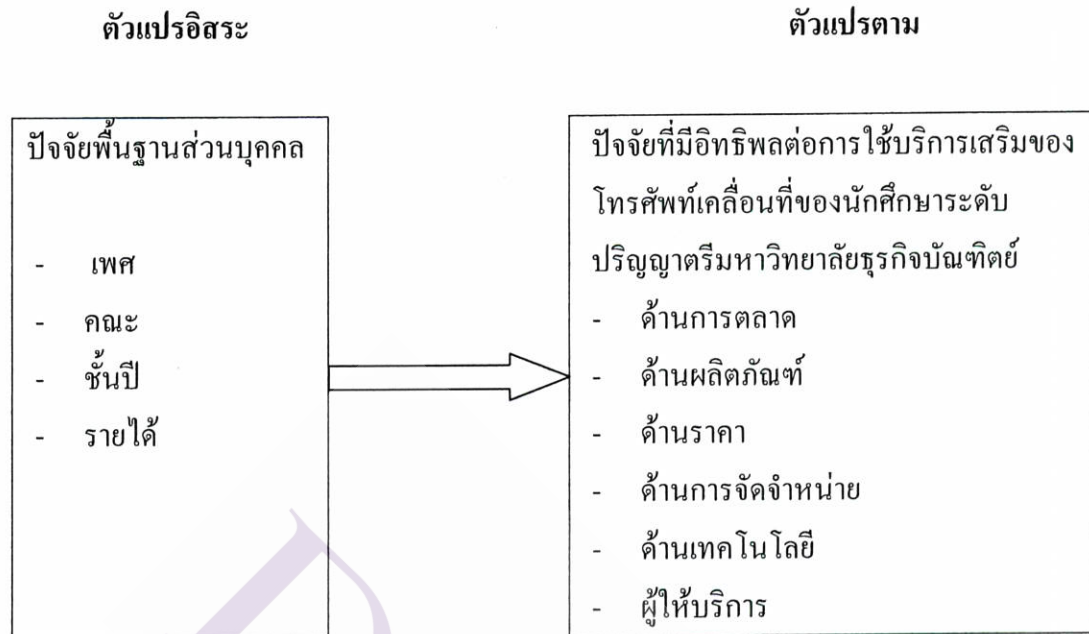 ตัวแปรอิสระ
ตัวแปรตาม
ปัจจัยพื้นฐานส่วนบุคคล
- เพศ
- คณะ
- ชั้นปี
- รายได้
ปัจจัยที่มีอิทธิพลต่อการใช้บริการเสริมของ
โทรศัพท์เคลื่อนที่ของนักศึกษาระดับ
ปริญญาตรีมหาวิทยาลัยธุรกิจบัณฑิตย์
- ด้านการตลาด
- ด้านผลิตภัณฑ์
- ด้านราคา
- ด้านการจัดจำหน่าย
- ด้านเทคโนโลยี
- ผู้ให้บริการ